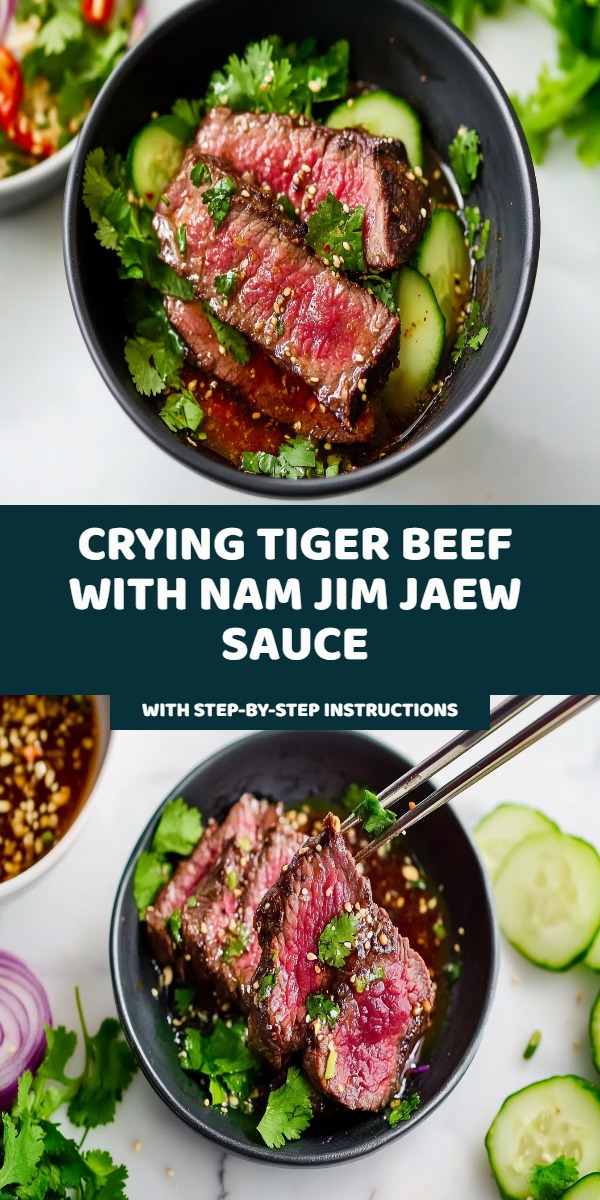 CRYING TIGER BEEF
WITH NAM JIM JAEW
SAUCE
WITH STEP-BY-STEP INSTRUCTIONS